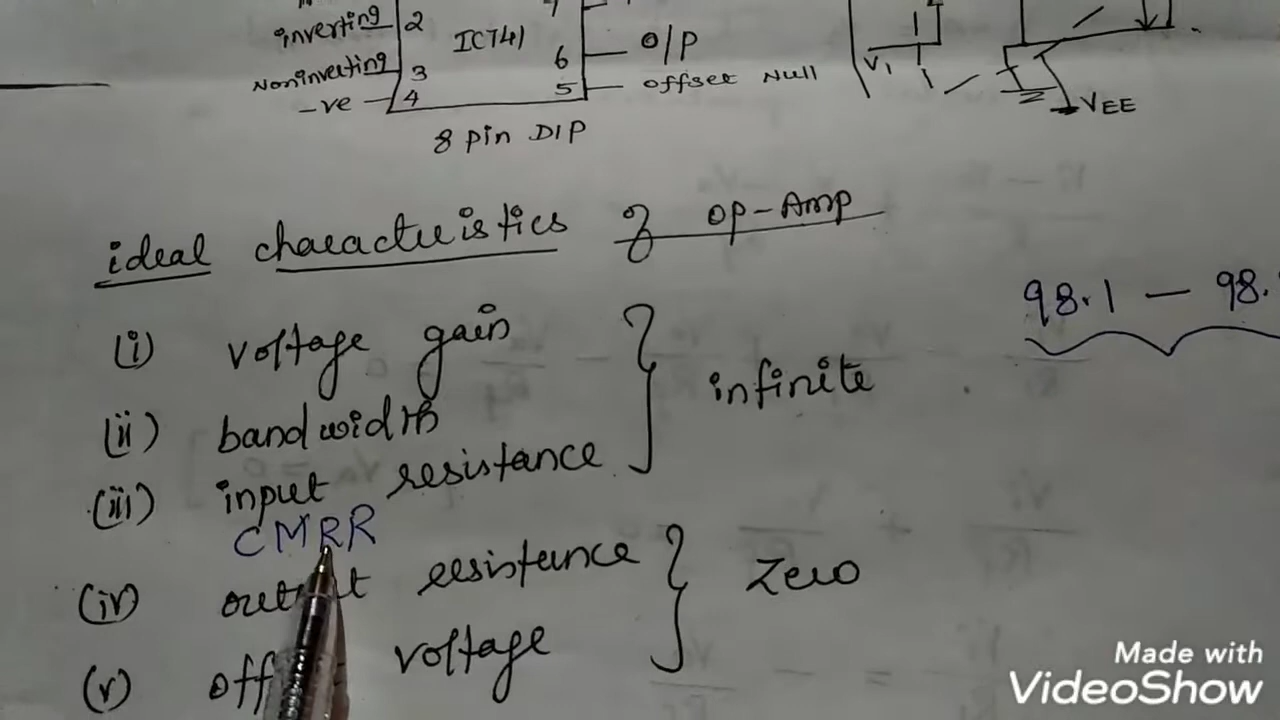 inverting 2 IC741 7
6 O/P
Noninverting 3
5 offset Null
-ve 4
8 pin DIP
V1
VEE
ideal characteristics of OP-Amp
(i) voltage gain
(ii) bandwidth
(iii) input resistance
infinite
98.1 — 98.
CMRR
(iv) output resistance
(v) off voltage
Zero
Made with
VideoShow